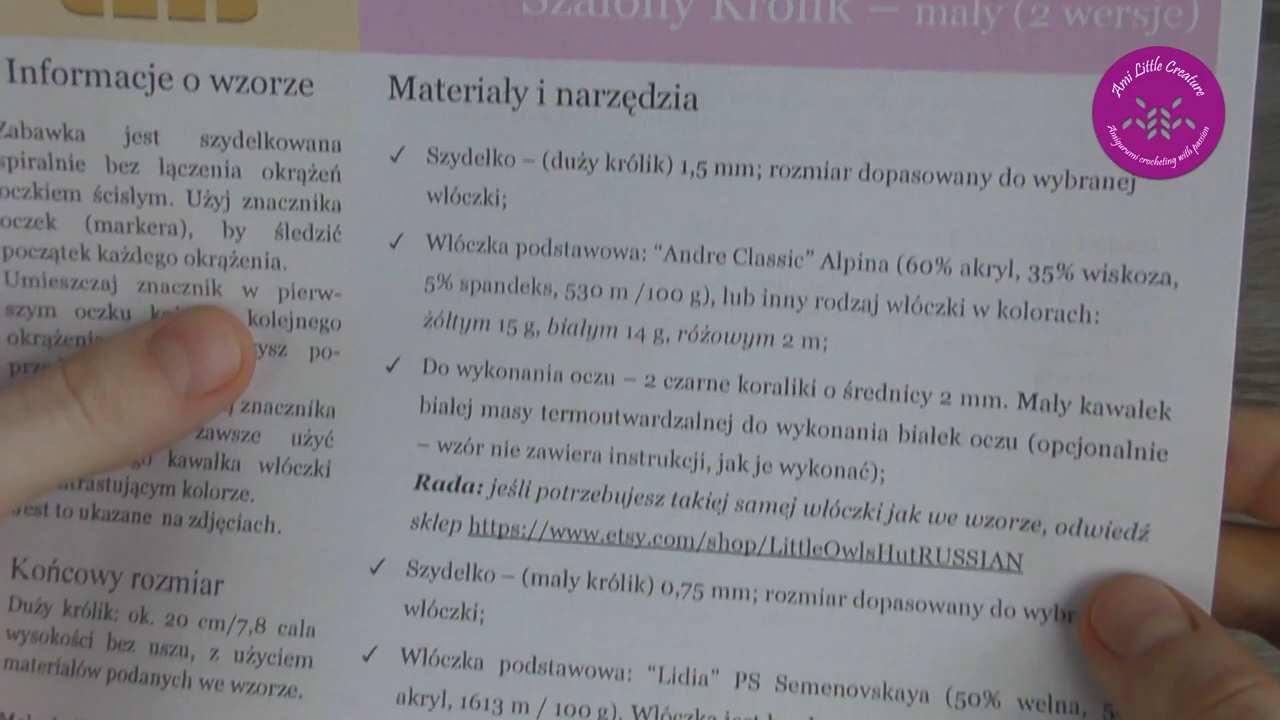 Szalony Królik – mały (2 wersje)
Ami Little Creature
Amigurumi crocheting with passion
Informacje o wzorze
Zabawka jest szydełkowana
spiralnie bez łączenia okrążeń
oczkiem ścisłym. Użyj znacznika
oczek (markera), by śledzić
początek każdego okrążenia.
Umieszczaj znacznik w pierw-
szym oczku kolejnego
po-
znacznika
zawsze użyć
kawałka włóczki
kolorze.
Jest to ukazane na zdjęciach.
Końcowy rozmiar
Duży królik: ok. 20 cm/7,8 cala
wysokości bez uszu, z użyciem
materiałów podanych we wzorze.
Materiały i narzędzia
✓ Szydełko – (duży królik) 1,5 mm; rozmiar dopasowany do wybranej
włóczki;
✓ Włóczka podstawowa: “Andre Classic” Alpina (60% akryl, 35% wiskoza,
5% spandeks, 530 m /100 g), lub inny rodzaj włóczki w kolorach:
żółtym 15 g, białym 14 g, różowym 2 m;
✓ Do wykonania oczu – 2 czarne koraliki o średnicy 2 mm. Mały kawałek
białej masy termoutwardzalnej do wykonania białek oczu (opcjonalnie
– wzór nie zawiera instrukcji, jak je wykonać);
Rada: jeśli potrzebujesz takiej samej włóczki jak we wzorze, odwiedź
sklep https://www.etsy.com/shop/LittleOwlsHutRUSSIAN
✓ Szydełko – (mały królik) 0,75 mm; rozmiar dopasowany do
włóczki;
✓ Włóczka podstawowa: “Lidia” PS Semenovskaya (50% wełna,
akryl, 1613 m / 100 g). Włóczka jest